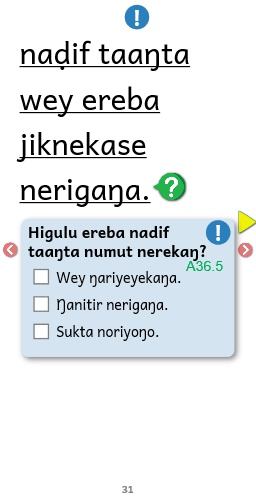 !
naḍif taaŋta
wey ereba
jiknekase
nerigaŋa. ?
Higulu ereba nadif !
taaŋta numut nerekaŋ?
A36.5
Wey ŋariyeyekaŋa.
Ŋanitir nerigaŋa.
Sukta noriyoŋo.
31